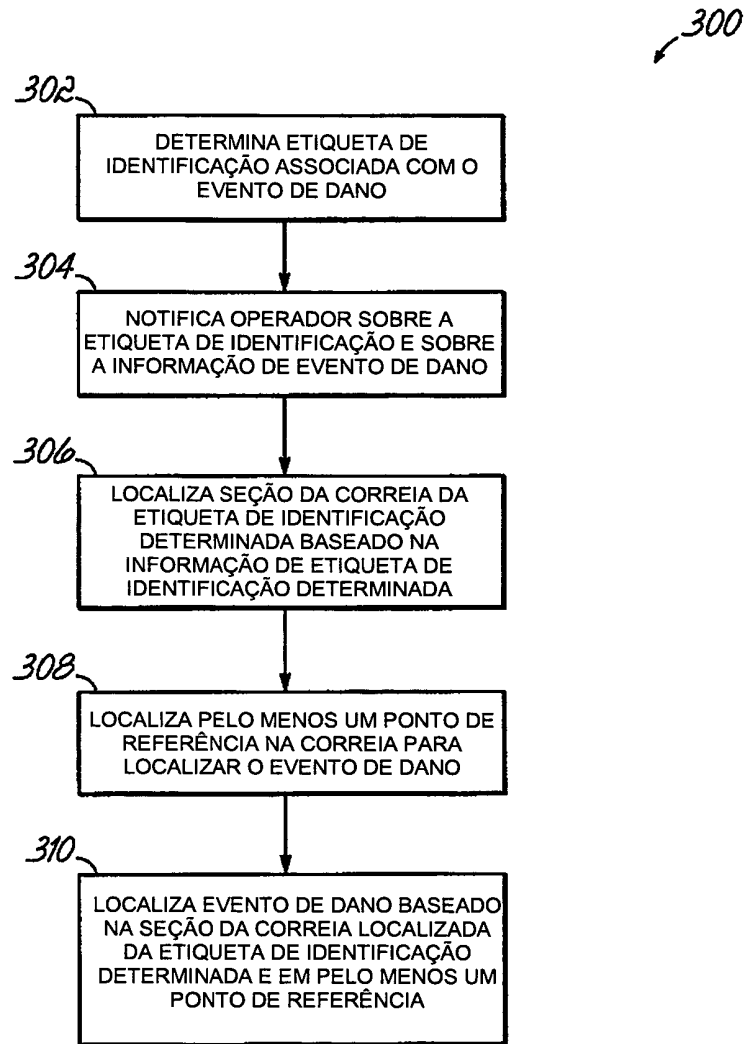 300
302
DETERMINA ETIQUETA DE
IDENTIFICAÇÃO ASSOCIADA COM O
EVENTO DE DANO
304
NOTIFICA OPERADOR SOBRE A
ETIQUETA DE IDENTIFICAÇÃO E SOBRE
A INFORMAÇÃO DE EVENTO DE DANO
306
LOCALIZA SEÇÃO DA CORREIA DA
ETIQUETA DE IDENTIFICAÇÃO
DETERMINADA BASEADO NA
INFORMAÇÃO DE ETIQUETA DE
IDENTIFICAÇÃO DETERMINADA
308
LOCALIZA PELO MENOS UM PONTO DE
REFERÊNCIA NA CORREIA PARA
LOCALIZAR O EVENTO DE DANO
310
LOCALIZA EVENTO DE DANO BASEADO
NA SEÇÃO DA CORREIA LOCALIZADA
DA ETIQUETA DE IDENTIFICAÇÃO
DETERMINADA E EM PELO MENOS UM
PONTO DE REFERÊNCIA